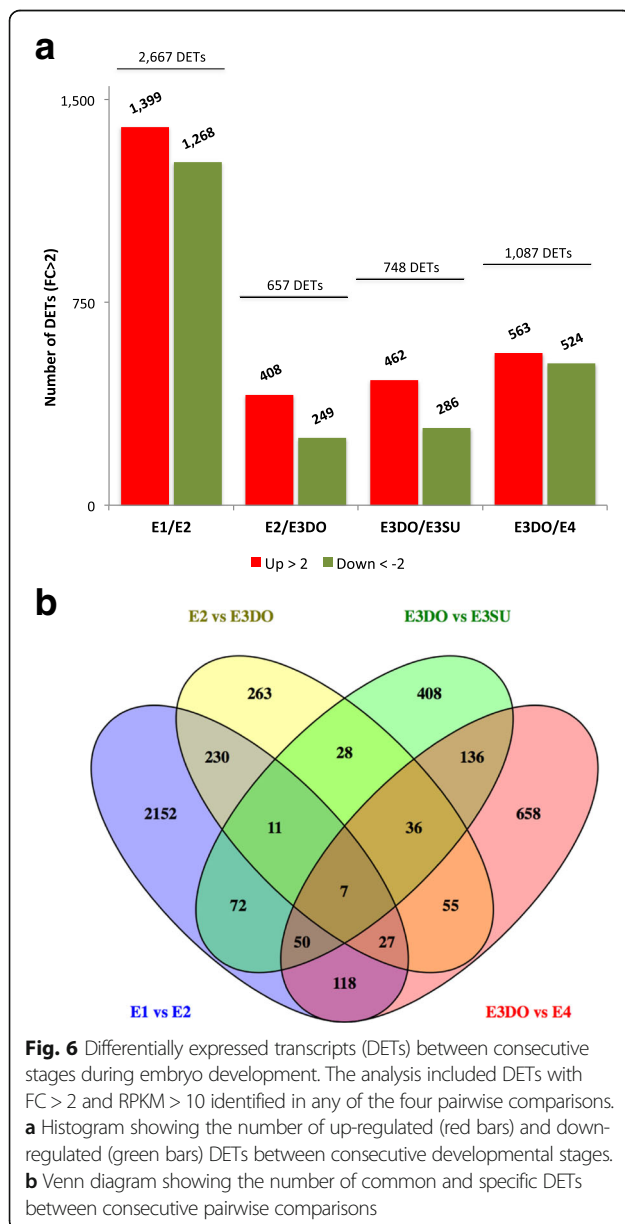 a
2,667 DETs
1,500
1,399
1,268
1,087 DETs
748 DETs
657 DETs
Number of DETs (FC>2)
750
563
524
462
408
286
249
0
E1/E2 E2/E3DO E3DO/E3SU E3DO/E4
Up > 2 Down < -2
b
E2 vs E3DO E3DO vs E3SU
263 408
230 28 136
2152 11 36 658
7
72 55
50 27
118
E1 vs E2 E3DO vs E4
Fig. 6 Differentially expressed transcripts (DETs) between consecutive
stages during embryo development. The analysis included DETs with
FC > 2 and RPKM > 10 identified in any of the four pairwise comparisons.
a Histogram showing the number of up-regulated (red bars) and down-
regulated (green bars) DETs between consecutive developmental stages.
b Venn diagram showing the number of common and specific DETs
between consecutive pairwise comparisons